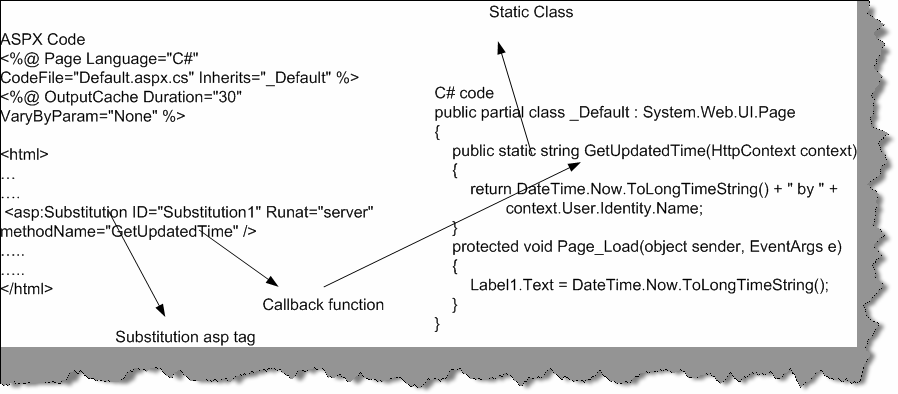 Static Class
ASPX Code
<%@ Page Language="C#"
CodeFile="Default.aspx.cs" Inherits="_Default" %>
<%@ OutputCache Duration="30"
VaryByParam="None" %>
<html>
…
….
<asp:Substitution ID="Substitution1" Runat="server"
methodName="GetUpdatedTime" />
…..
…..
</html>
Callback function
Substitution asp tag
C# code
public partial class _Default : System.Web.UI.Page
{
public static string GetUpdatedTime(HttpContext context)
{
return DateTime.Now.ToLongTimeString() + " by " +
context.User.Identity.Name;
}
protected void Page_Load(object sender, EventArgs e)
{
Label1.Text = DateTime.Now.ToLongTimeString();
}
}